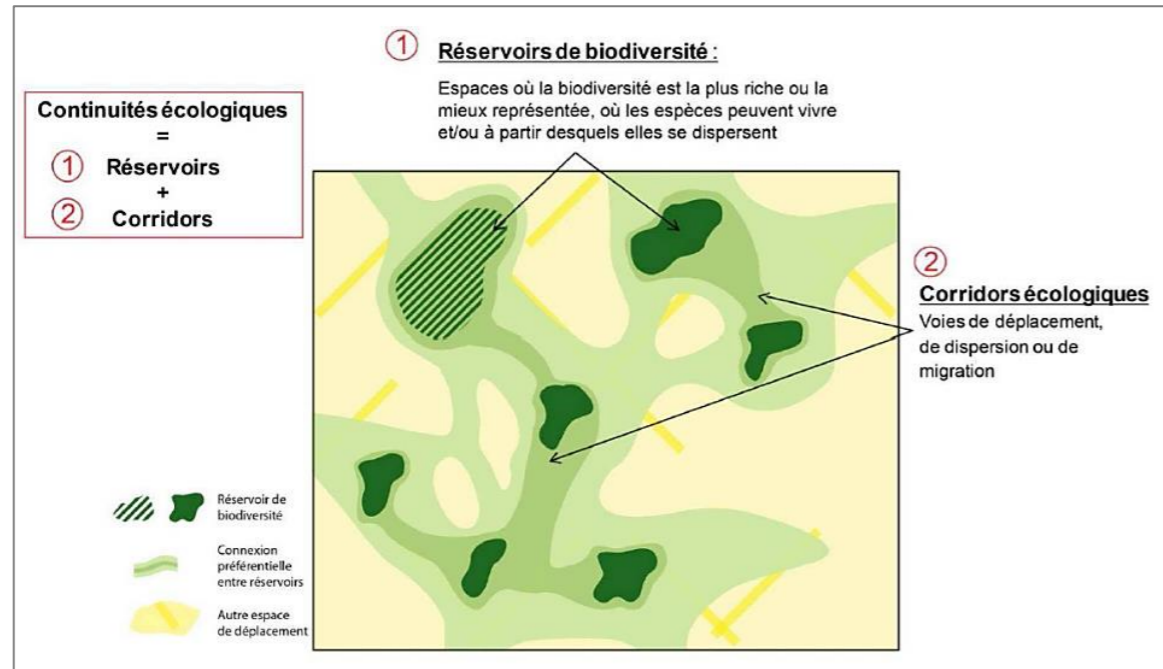 ① Réservoirs de biodiversité :
Espaces où la biodiversité est la plus riche ou la
mieux représentée, où les espèces peuvent vivre
et/ou à partir desquels elles se dispersent
Continuités écologiques
=
① Réservoirs
+
② Corridors
②
Corridors écologiques
Voies de déplacement,
de dispersion ou de
migration
Réservoir de
biodiversité
Connexion
préférentielle
entre réservoirs
Autre espace
de déplacement